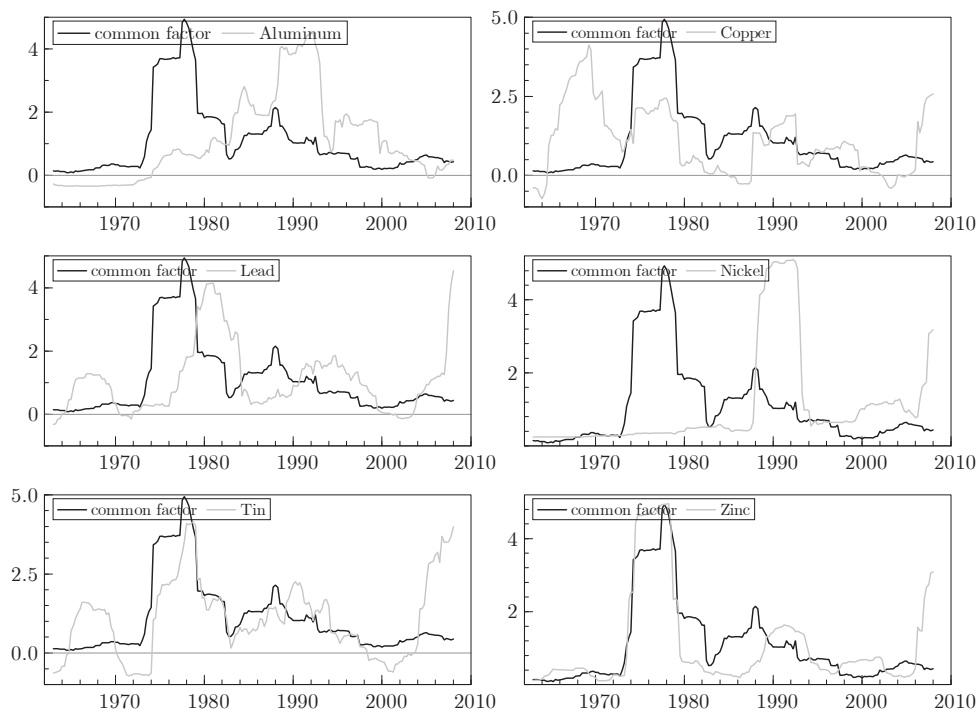 common factor Aluminum
4
2
0
1970 1980 1990 2000 2010
common factor Copper
5.0
2.5
0.0
1970 1980 1990 2000 2010
common factor Lead
4
2
0
1970 1980 1990 2000 2010
common factor Nickel
4
2
1970 1980 1990 2000 2010
common factor Tin
5.0
2.5
0.0
1970 1980 1990 2000 2010
common factor Zinc
4
2
1970 1980 1990 2000 2010